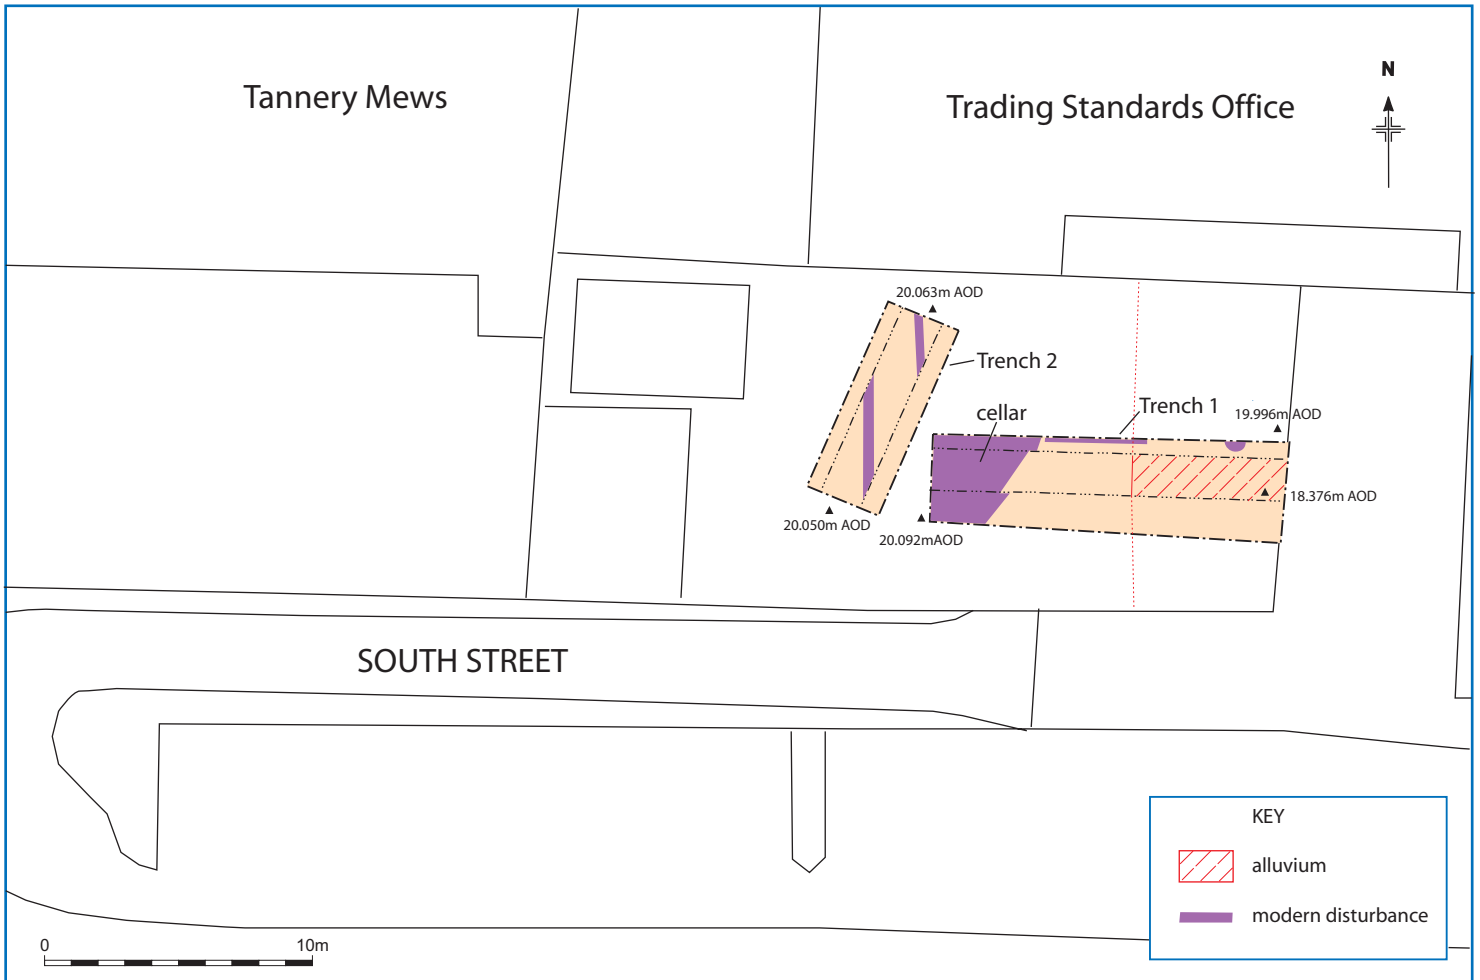 Tannery Mews
Trading Standards Office
N
20.063m AOD
Trench 2
cellar
Trench 1
19.996m AOD
18.376m AOD
20.050m AOD
20.092mAOD
SOUTH STREET
KEY
alluvium
modern disturbance
0 10m